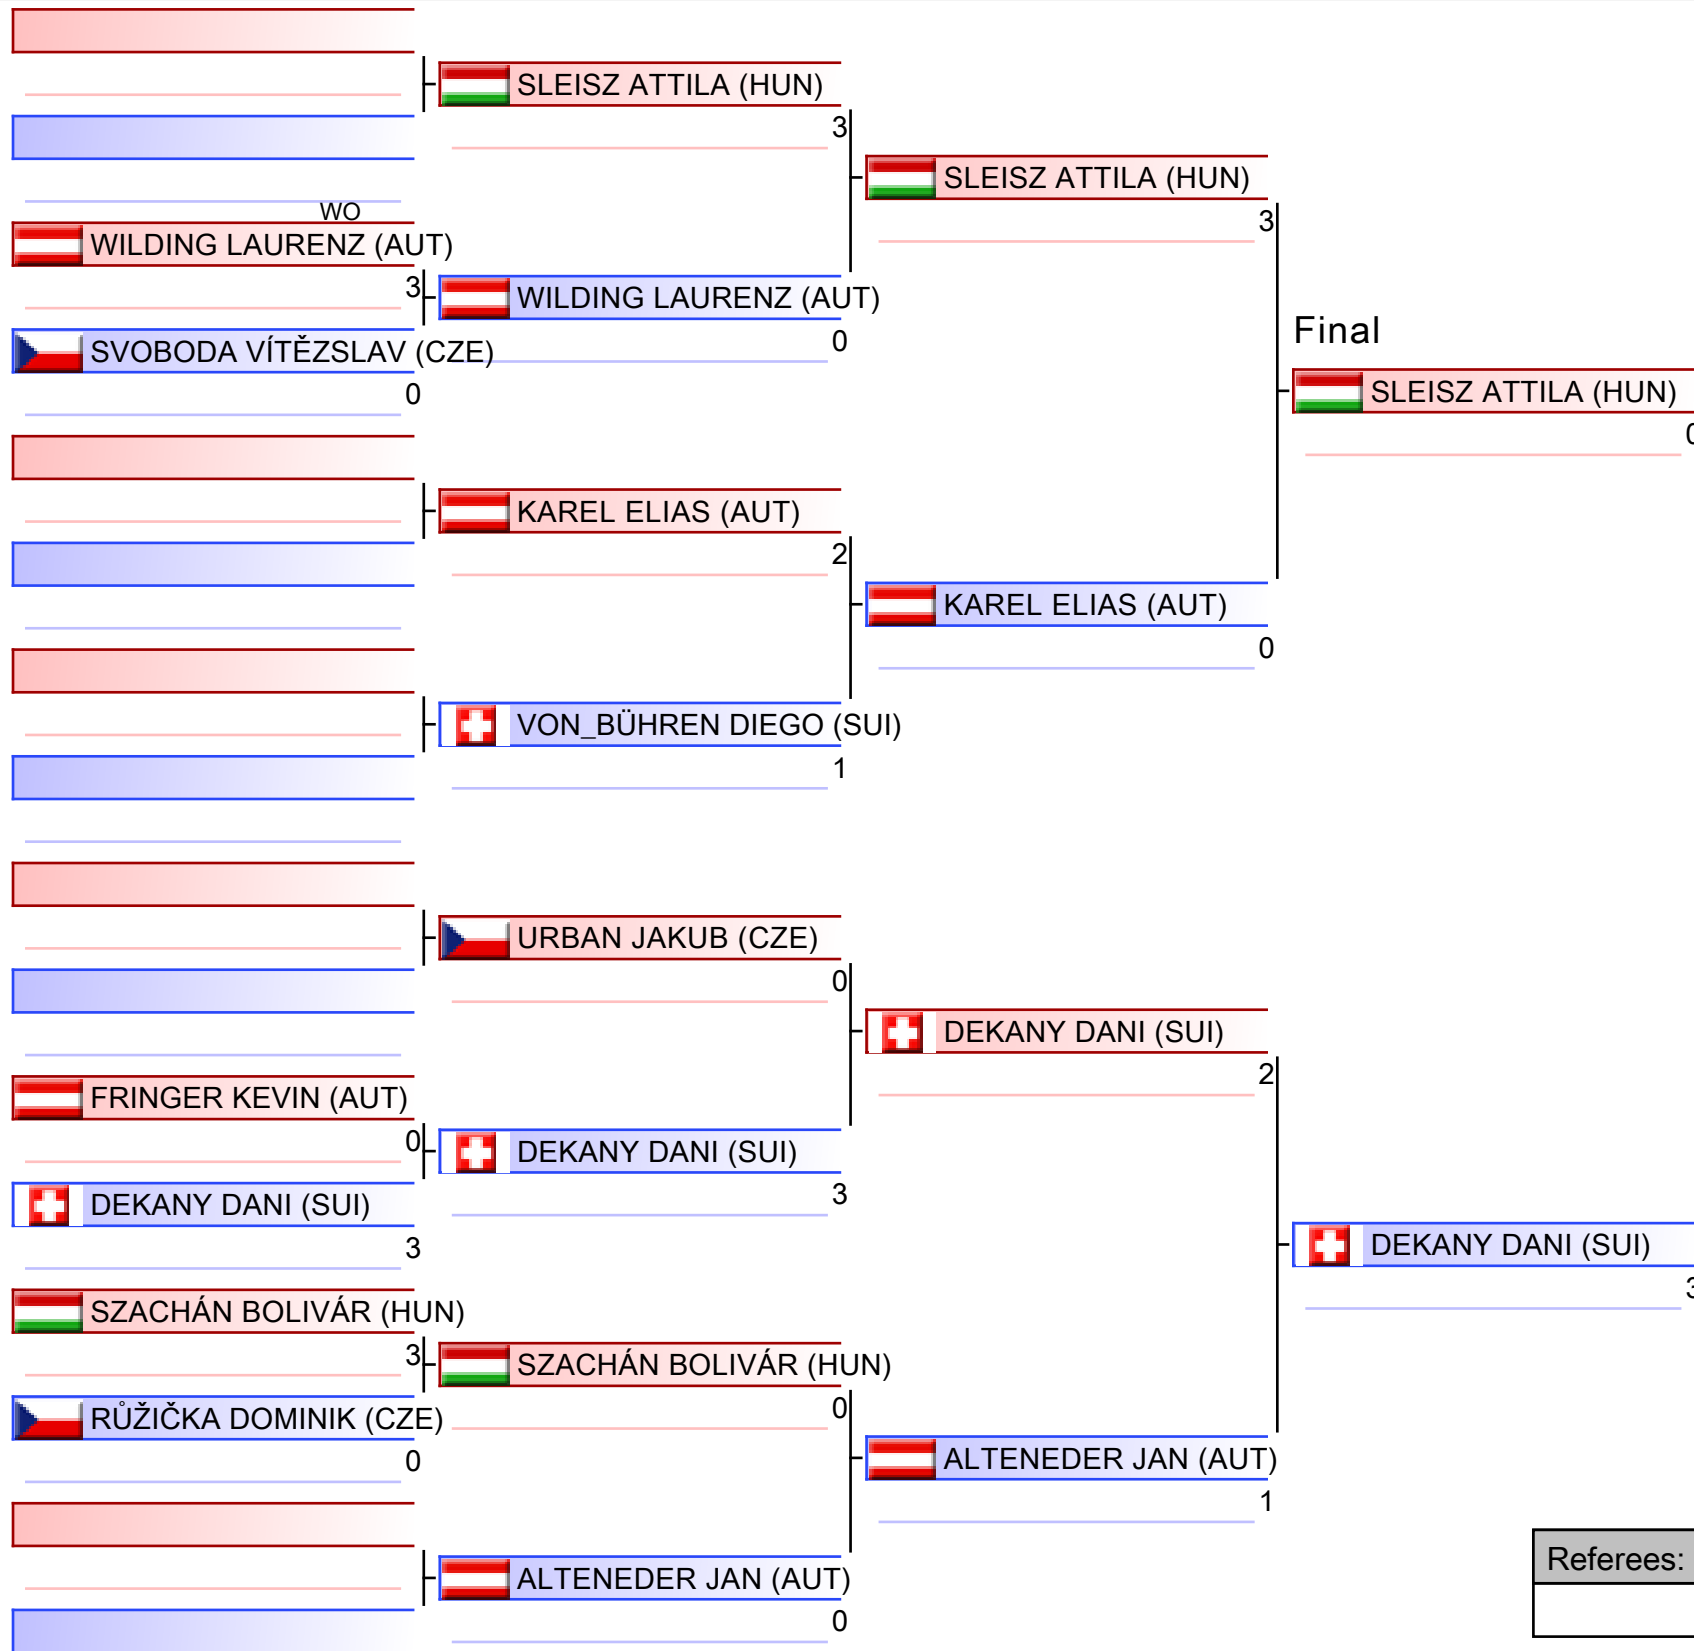 SLEISZ ATTILA (HUN)
3
SLEISZ ATTILA (HUN)
3
WO
WILDING LAURENZ (AUT)
3
WILDING LAURENZ (AUT)
0
SVOBODA VÍTĚZSLAV (CZE)
0
Final
SLEISZ ATTILA (HUN)
0
KAREL ELIAS (AUT)
2
KAREL ELIAS (AUT)
0
VON_BÜHREN DIEGO (SUI)
1
URBAN JAKUB (CZE)
0
DEKANY DANI (SUI)
2
FRINGER KEVIN (AUT)
0
DEKANY DANI (SUI)
3
DEKANY DANI (SUI)
3
DEKANY DANI (SUI)
3
SZACHÁN BOLIVÁR (HUN)
3
SZACHÁN BOLIVÁR (HUN)
0
RŮŽIČKA DOMINIK (CZE)
0
ALTENEDER JAN (AUT)
1
ALTENEDER JAN (AUT)
0
Referees: